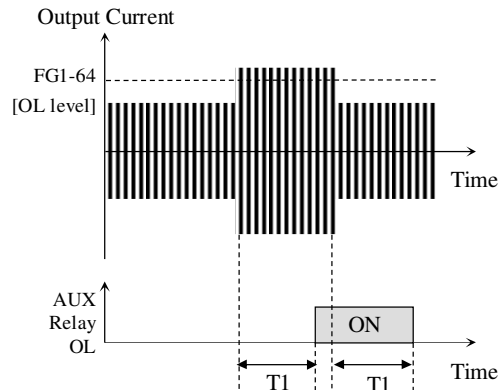 Output Current
FG1-64
[OL level]
Time
AUX
Relay
OL
ON
Time
T1
T1